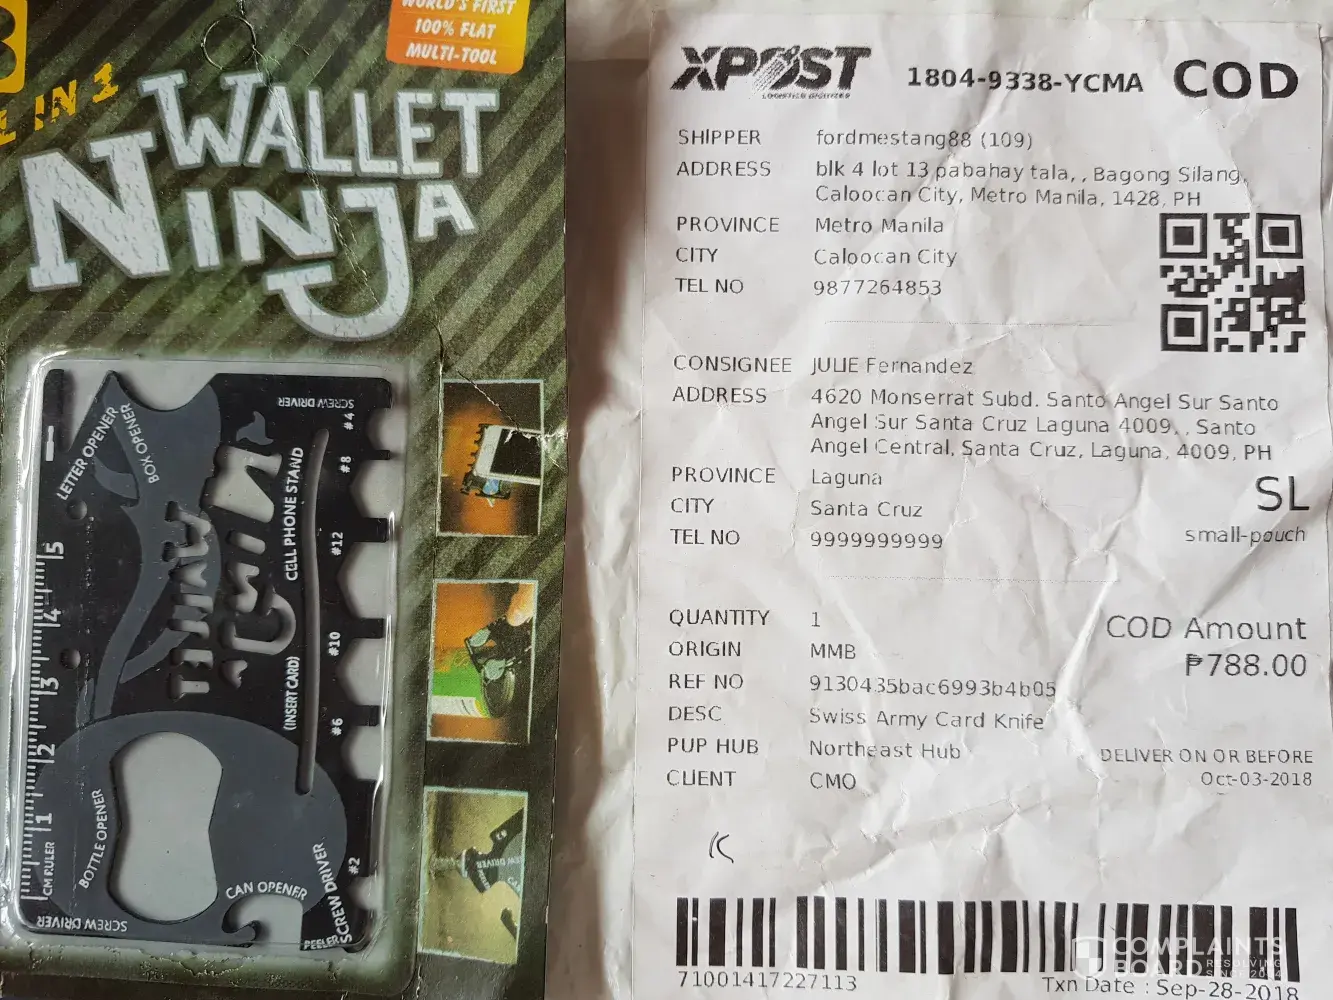 WORLD'S FIRST
100% FLAT
MULTI-TOOL
IN 1
WALLET
NINJA
SCREW DRIVER
LETTER OPENER
BOX OPENER
CELL PHONE STAND
(INSERT CARD)
WALLET
NINJA
#4
#8
#12
#10
#6
#2
5
4
3
2
1
CM RULER
BOTTLE OPENER
CAN OPENER
SCREW DRIVER
SCREW DRIVER
PEELER
XPOST
LOGISTICS DIGITIZED
1804-9338-YCMA
COD
SHIPPER fordmestang88 (109)
ADDRESS blk 4 lot 13 pabahay tala, , Bagong Silang,
Caloocan City, Metro Manila, 1428, PH
PROVINCE Metro Manila
CITY Caloocan City
TEL NO 9877264853
CONSIGNEE JULIE Fernandez
ADDRESS 4620 Monserrat Subd. Santo Angel Sur Santo
Angel Sur Santa Cruz Laguna 4009, , Santo
Angel Central, Santa Cruz, Laguna, 4009, PH
PROVINCE Laguna
CITY Santa Cruz
TEL NO 9999999999
SL
small-pouch
QUANTITY 1
ORIGIN MMB
REF NO 9130435bac6993b4b05
DESC Swiss Army Card Knife
PUP HUB Northeast Hub
CLIENT CMO
COD Amount
₱788.00
DELIVER ON OR BEFORE
Oct-03-2018
71001417227113
Txn Date : Sep-28-2018
COMPLAINTS
BOARD
RESOLVING
SINCE 2004